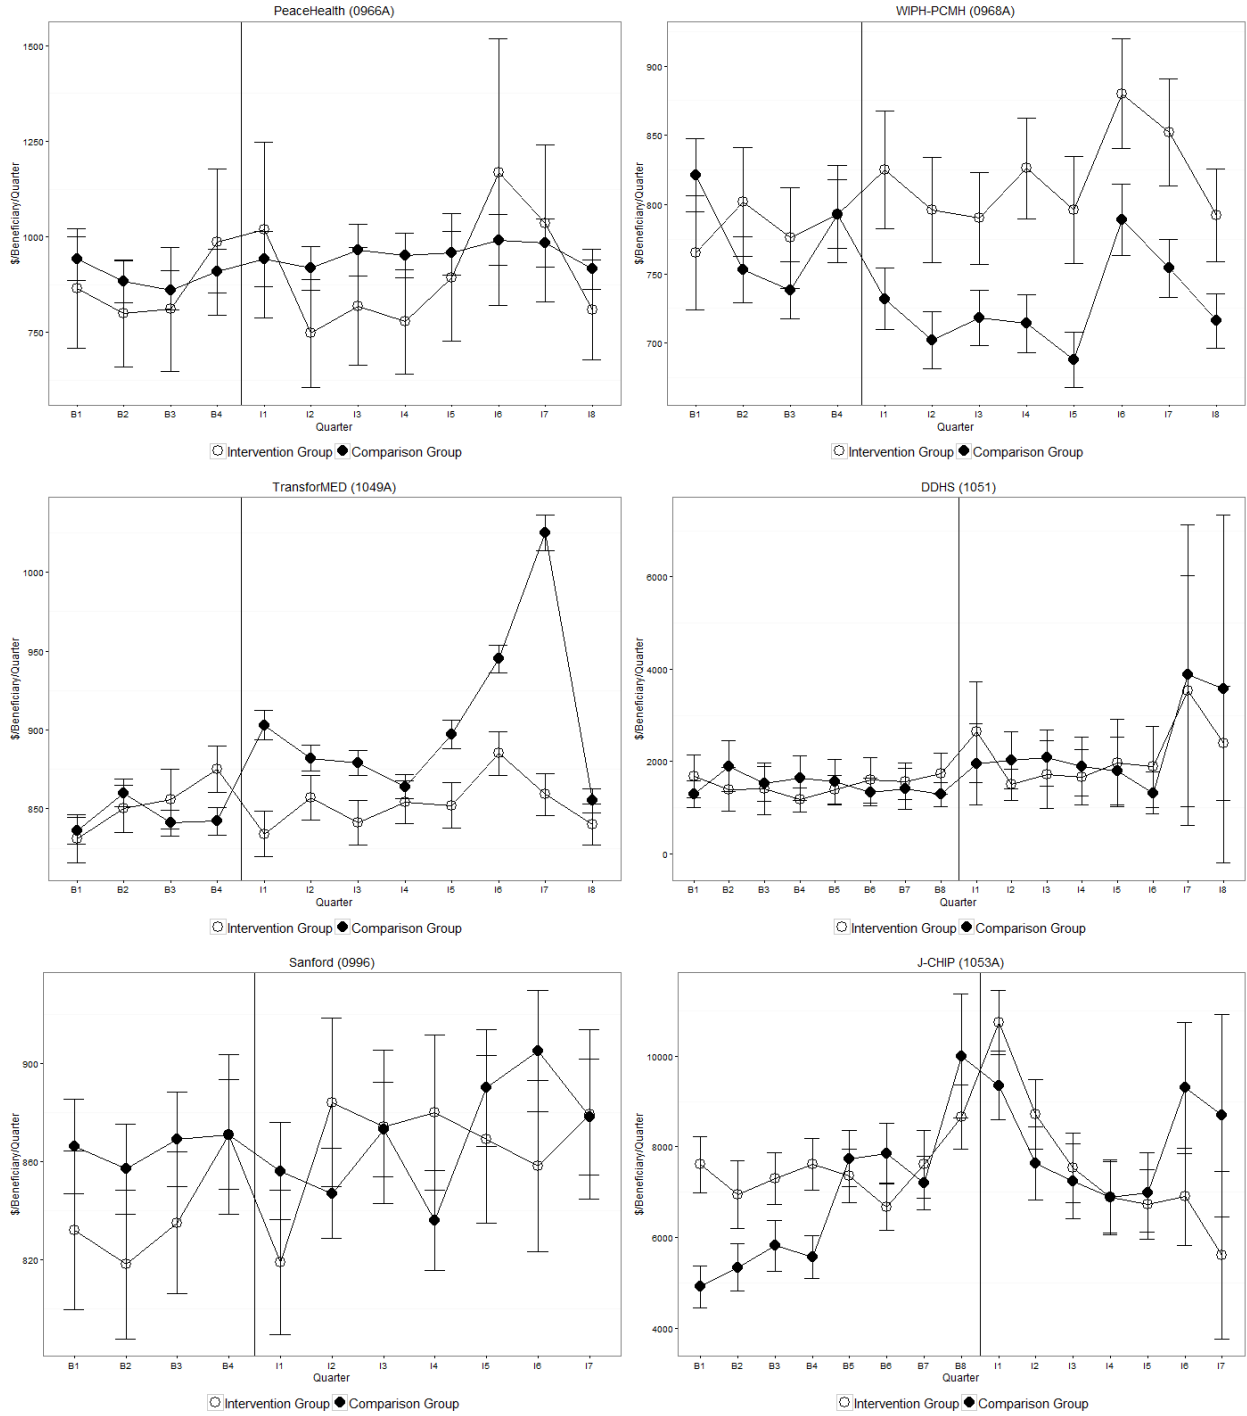 PeaceHealth (0966A)
$/Beneficiary/Quarter
1500
1250
1000
750
B1 B2 B3 B4 I1 I2 I3 I4 I5 I6 I7 I8
Quarter
Intervention Group Comparison Group
WIPH-PCMH (0968A)
$/Beneficiary/Quarter
900
850
800
750
700
B1 B2 B3 B4 I1 I2 I3 I4 I5 I6 I7 I8
Quarter
Intervention Group Comparison Group
TransforMED (1049A)
$/Beneficiary/Quarter
1000
950
900
850
B1 B2 B3 B4 I1 I2 I3 I4 I5 I6 I7 I8
Quarter
Intervention Group Comparison Group
DDHS (1051)
$/Beneficiary/Quarter
6000
4000
2000
0
B1 B2 B3 B4 B5 B6 B7 B8 I1 I2 I3 I4 I5 I6 I7 I8
Quarter
Intervention Group Comparison Group
Sanford (0996)
$/Beneficiary/Quarter
900
860
820
B1 B2 B3 B4 I1 I2 I3 I4 I5 I6 I7
Quarter
Intervention Group Comparison Group
J-CHIP (1053A)
$/Beneficiary/Quarter
10000
8000
6000
4000
B1 B2 B3 B4 B5 B6 B7 B8 I1 I2 I3 I4 I5 I6 I7
Quarter
Intervention Group Comparison Group